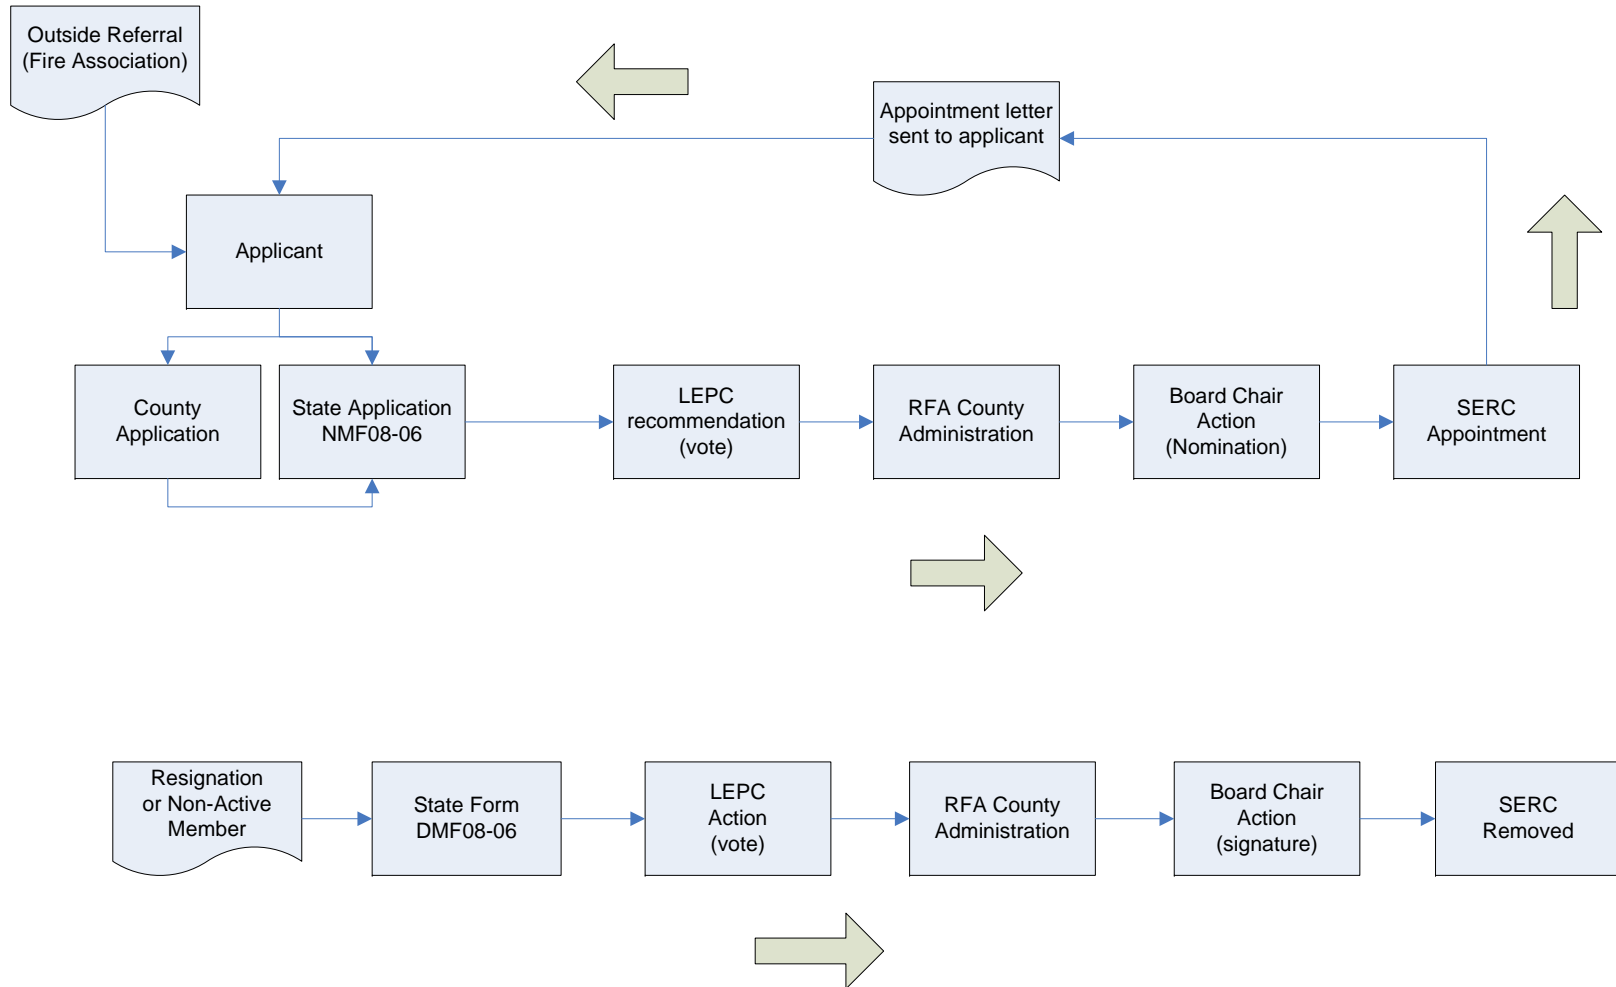 Outside Referral
(Fire Association)
Appointment letter
sent to applicant
Applicant
County
Application
State Application
NMF08-06
LEPC
recommendation
(vote)
RFA County
Administration
Board Chair
Action
(Nomination)
SERC
Appointment
Resignation
or Non-Active
Member
State Form
DMF08-06
LEPC
Action
(vote)
RFA County
Administration
Board Chair
Action
(signature)
SERC
Removed